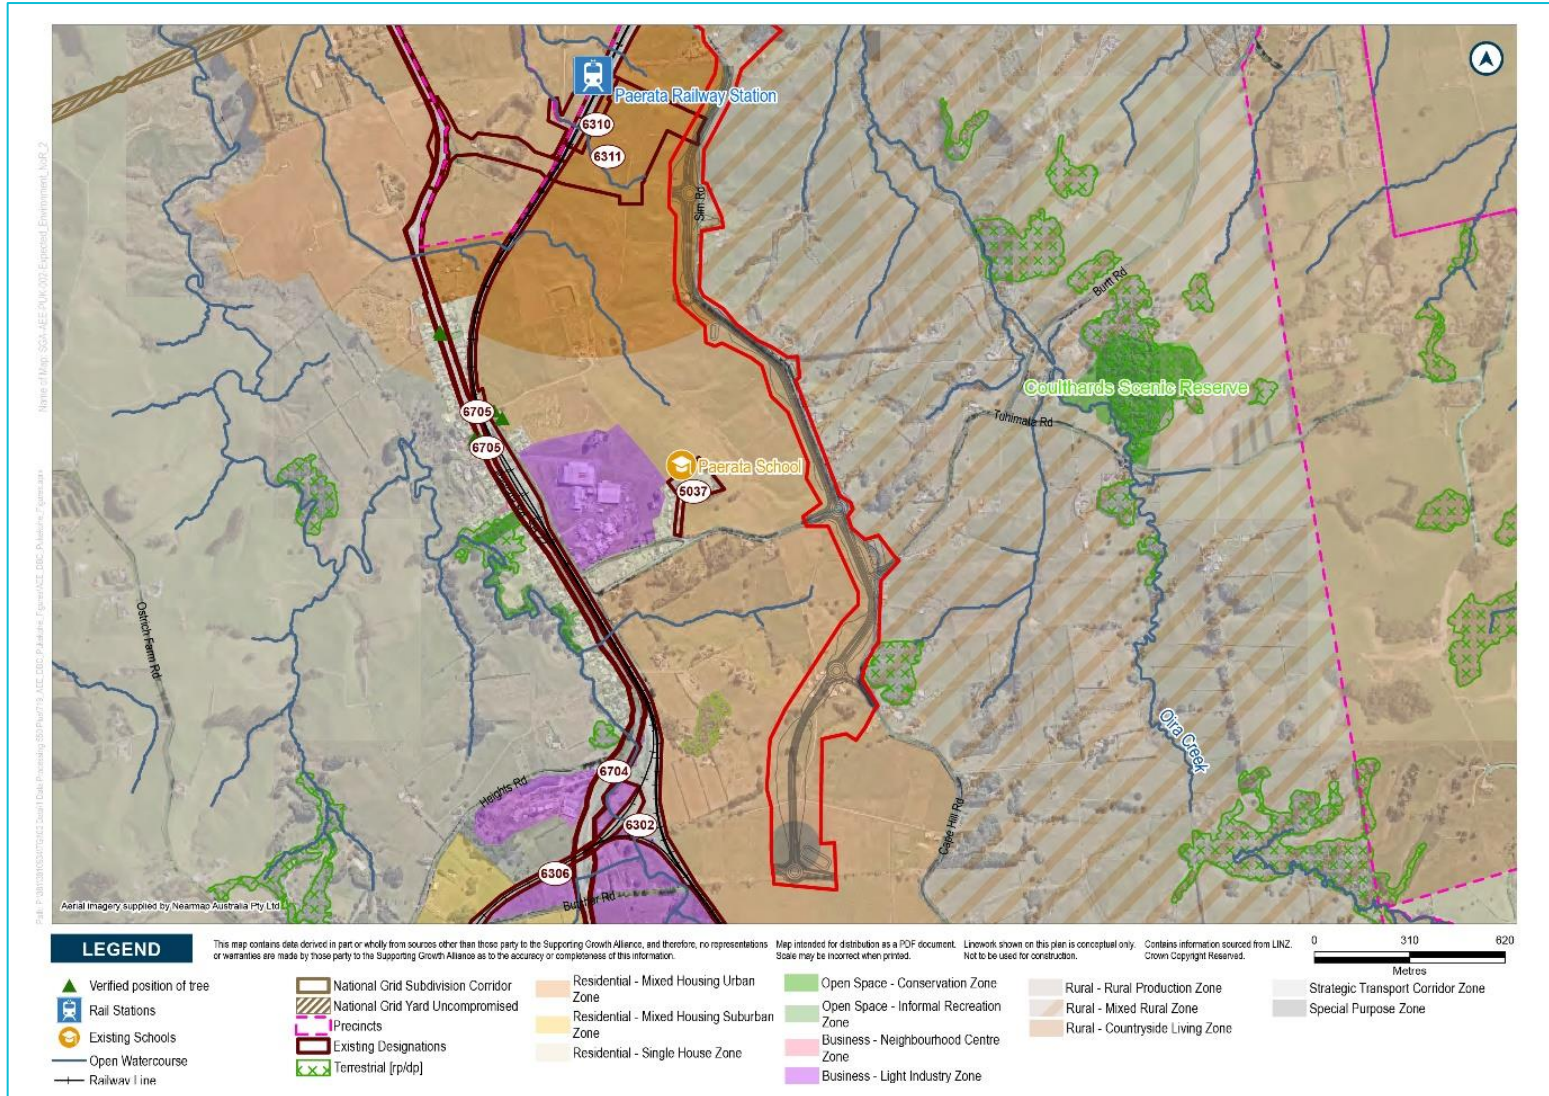 Paerata Railway Station
6310
6311
Sim Rd
Burtt Rd
Coulthards Scenic Reserve
Tuhimata Rd
6705
6705
Paerata School
5037
Ostrich Farm Rd
Oira Creek
Heights Rd
6704
6302
Cape Hill Rd
6306
Butcher Rd
Aerial imagery supplied by Nearmap Australia Pty Ltd
LEGEND
This map contains data derived in part or wholly from sources other than those party to the Supporting Growth Alliance, and therefore, no representations
or warranties are made by those party to the Supporting Growth Alliance as to the accuracy or completeness of this information.
Map intended for distribution as a PDF document.
Scale may be incorrect when printed.
Linework shown on this plan is conceptual only.
Not to be used for construction.
Contains information sourced from LINZ.
Crown Copyright Reserved.
0 310 620
Metres
Verified position of tree
Rail Stations
Existing Schools
Open Watercourse
Railway Line
National Grid Subdivision Corridor
National Grid Yard Uncompromised
Precincts
Existing Designations
Terrestrial [rp/dp]
Residential - Mixed Housing Urban
Zone
Residential - Mixed Housing Suburban
Zone
Residential - Single House Zone
Open Space - Conservation Zone
Open Space - Informal Recreation
Zone
Business - Neighbourhood Centre
Zone
Business - Light Industry Zone
Rural - Rural Production Zone
Rural - Mixed Rural Zone
Rural - Countryside Living Zone
Strategic Transport Corridor Zone
Special Purpose Zone